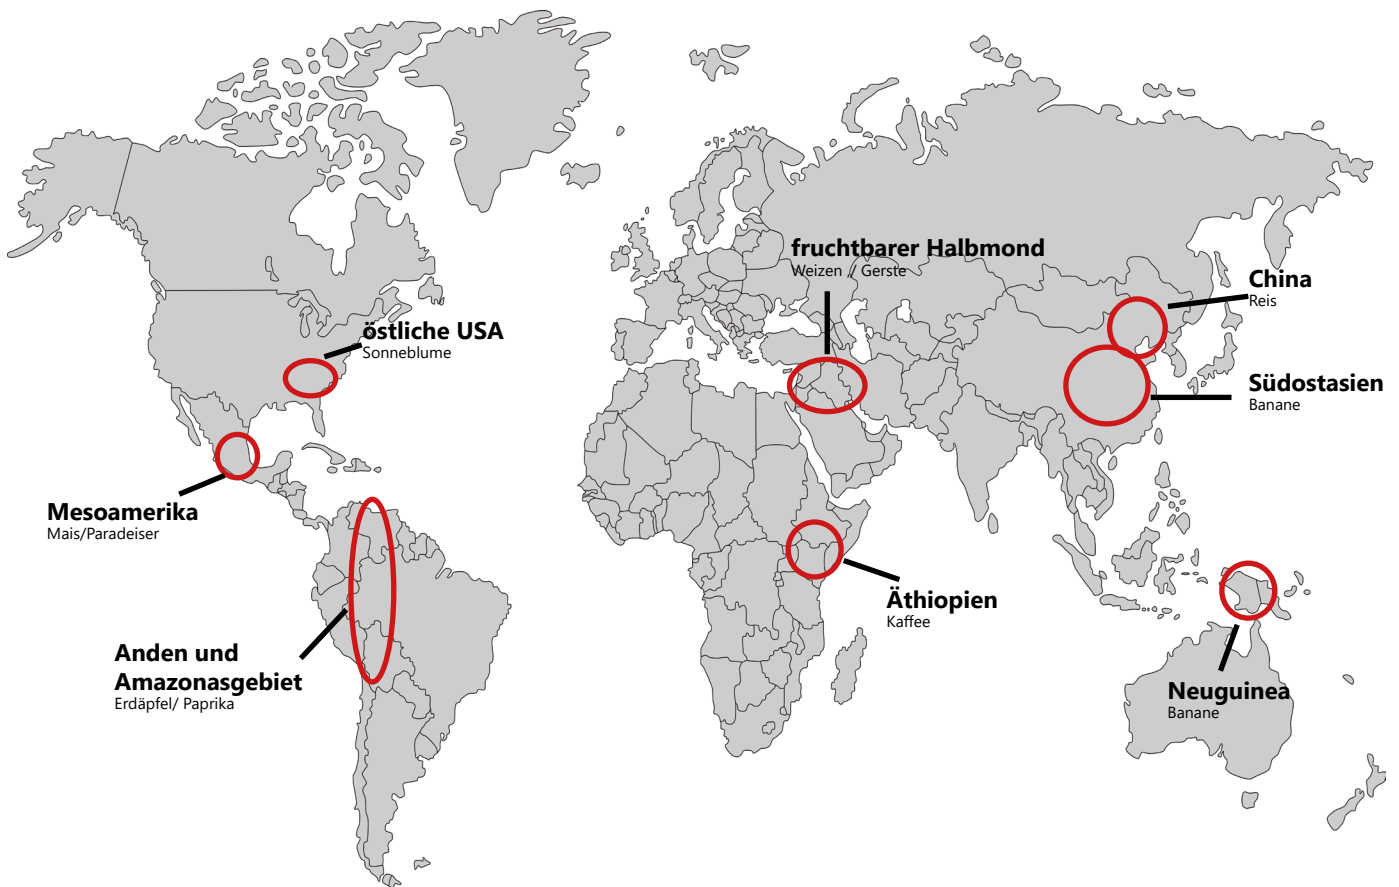 fruchtbarer Halbmond
Weizen / Gerste
China
Reis
östliche USA
Sonneblume
Südostasien
Banane
Mesoamerika
Mais/Paradeiser
Äthiopien
Kaffee
Anden und
Amazonasgebiet
Erdäpfel/ Paprika
Neuguinea
Banane